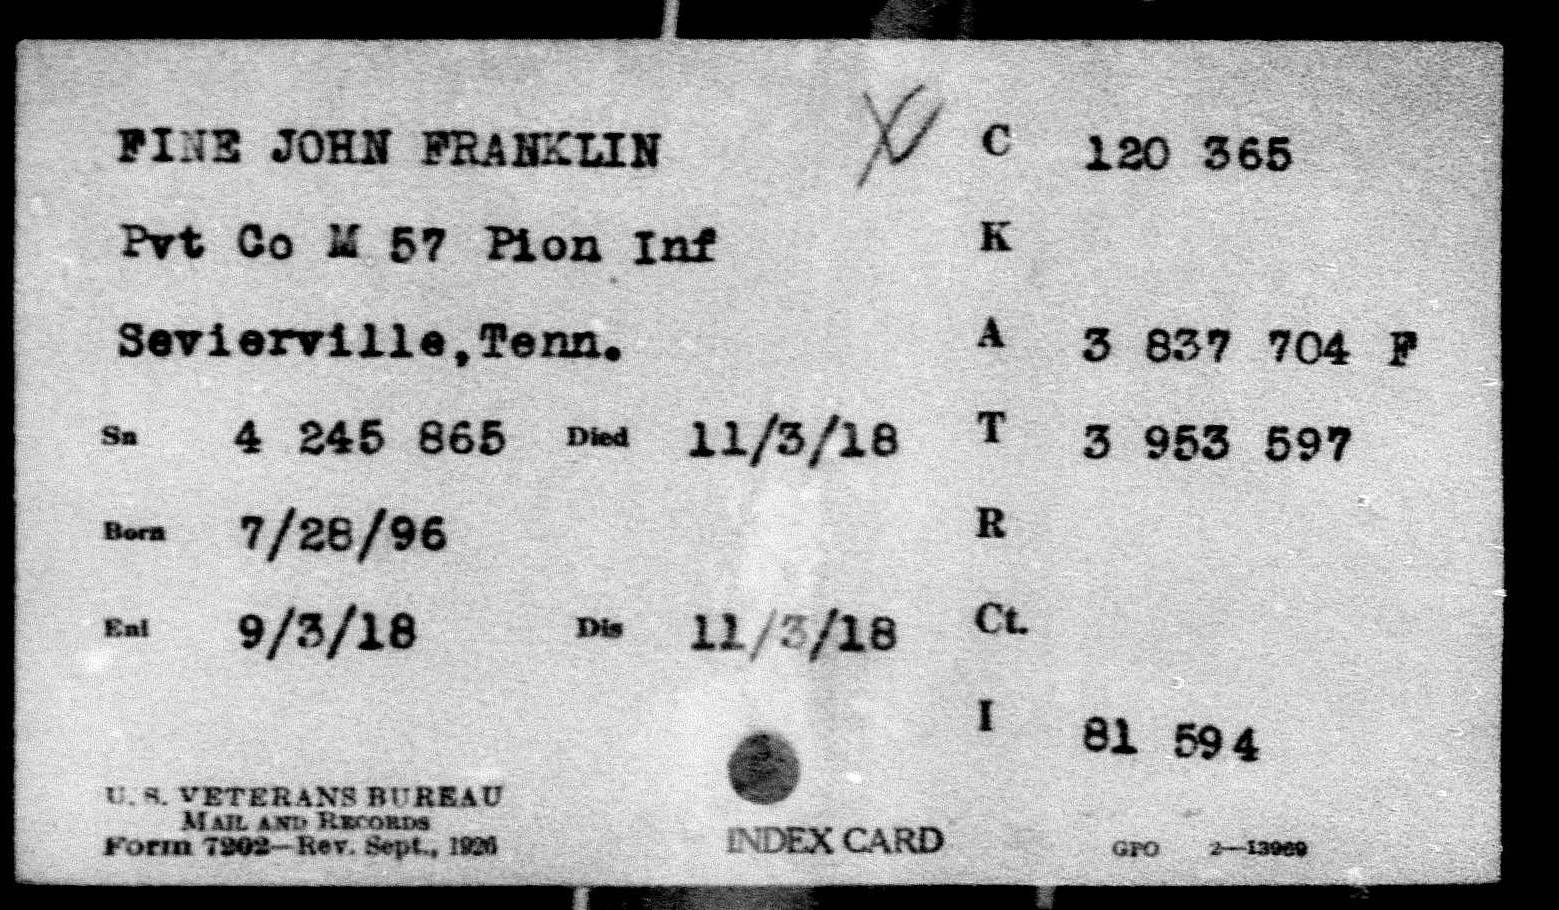 FINE JOHN FRANKLIN C 120 365
Pvt Co M 57 Pion Inf K
Sevierville,Tenn. A 3 837 704 F
Sn 4 245 865 Died 11/3/18 T 3 953 597
Born 7/28/96 R
Enl 9/3/18 Dis 11/3/18 Ct.
I 81 594
U. S. VETERANS BUREAU
MAIL AND RECORDS
Form 7202—Rev. Sept., 1926
INDEX CARD
GPO 2—13969